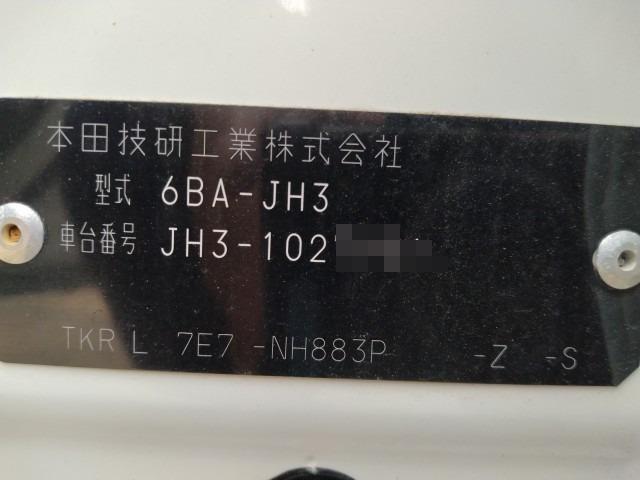 本田技研工業株式会社
型式 6BA-JH3
車台番号 JH3-102
TKR L 7E7 -NH883P -Z -S